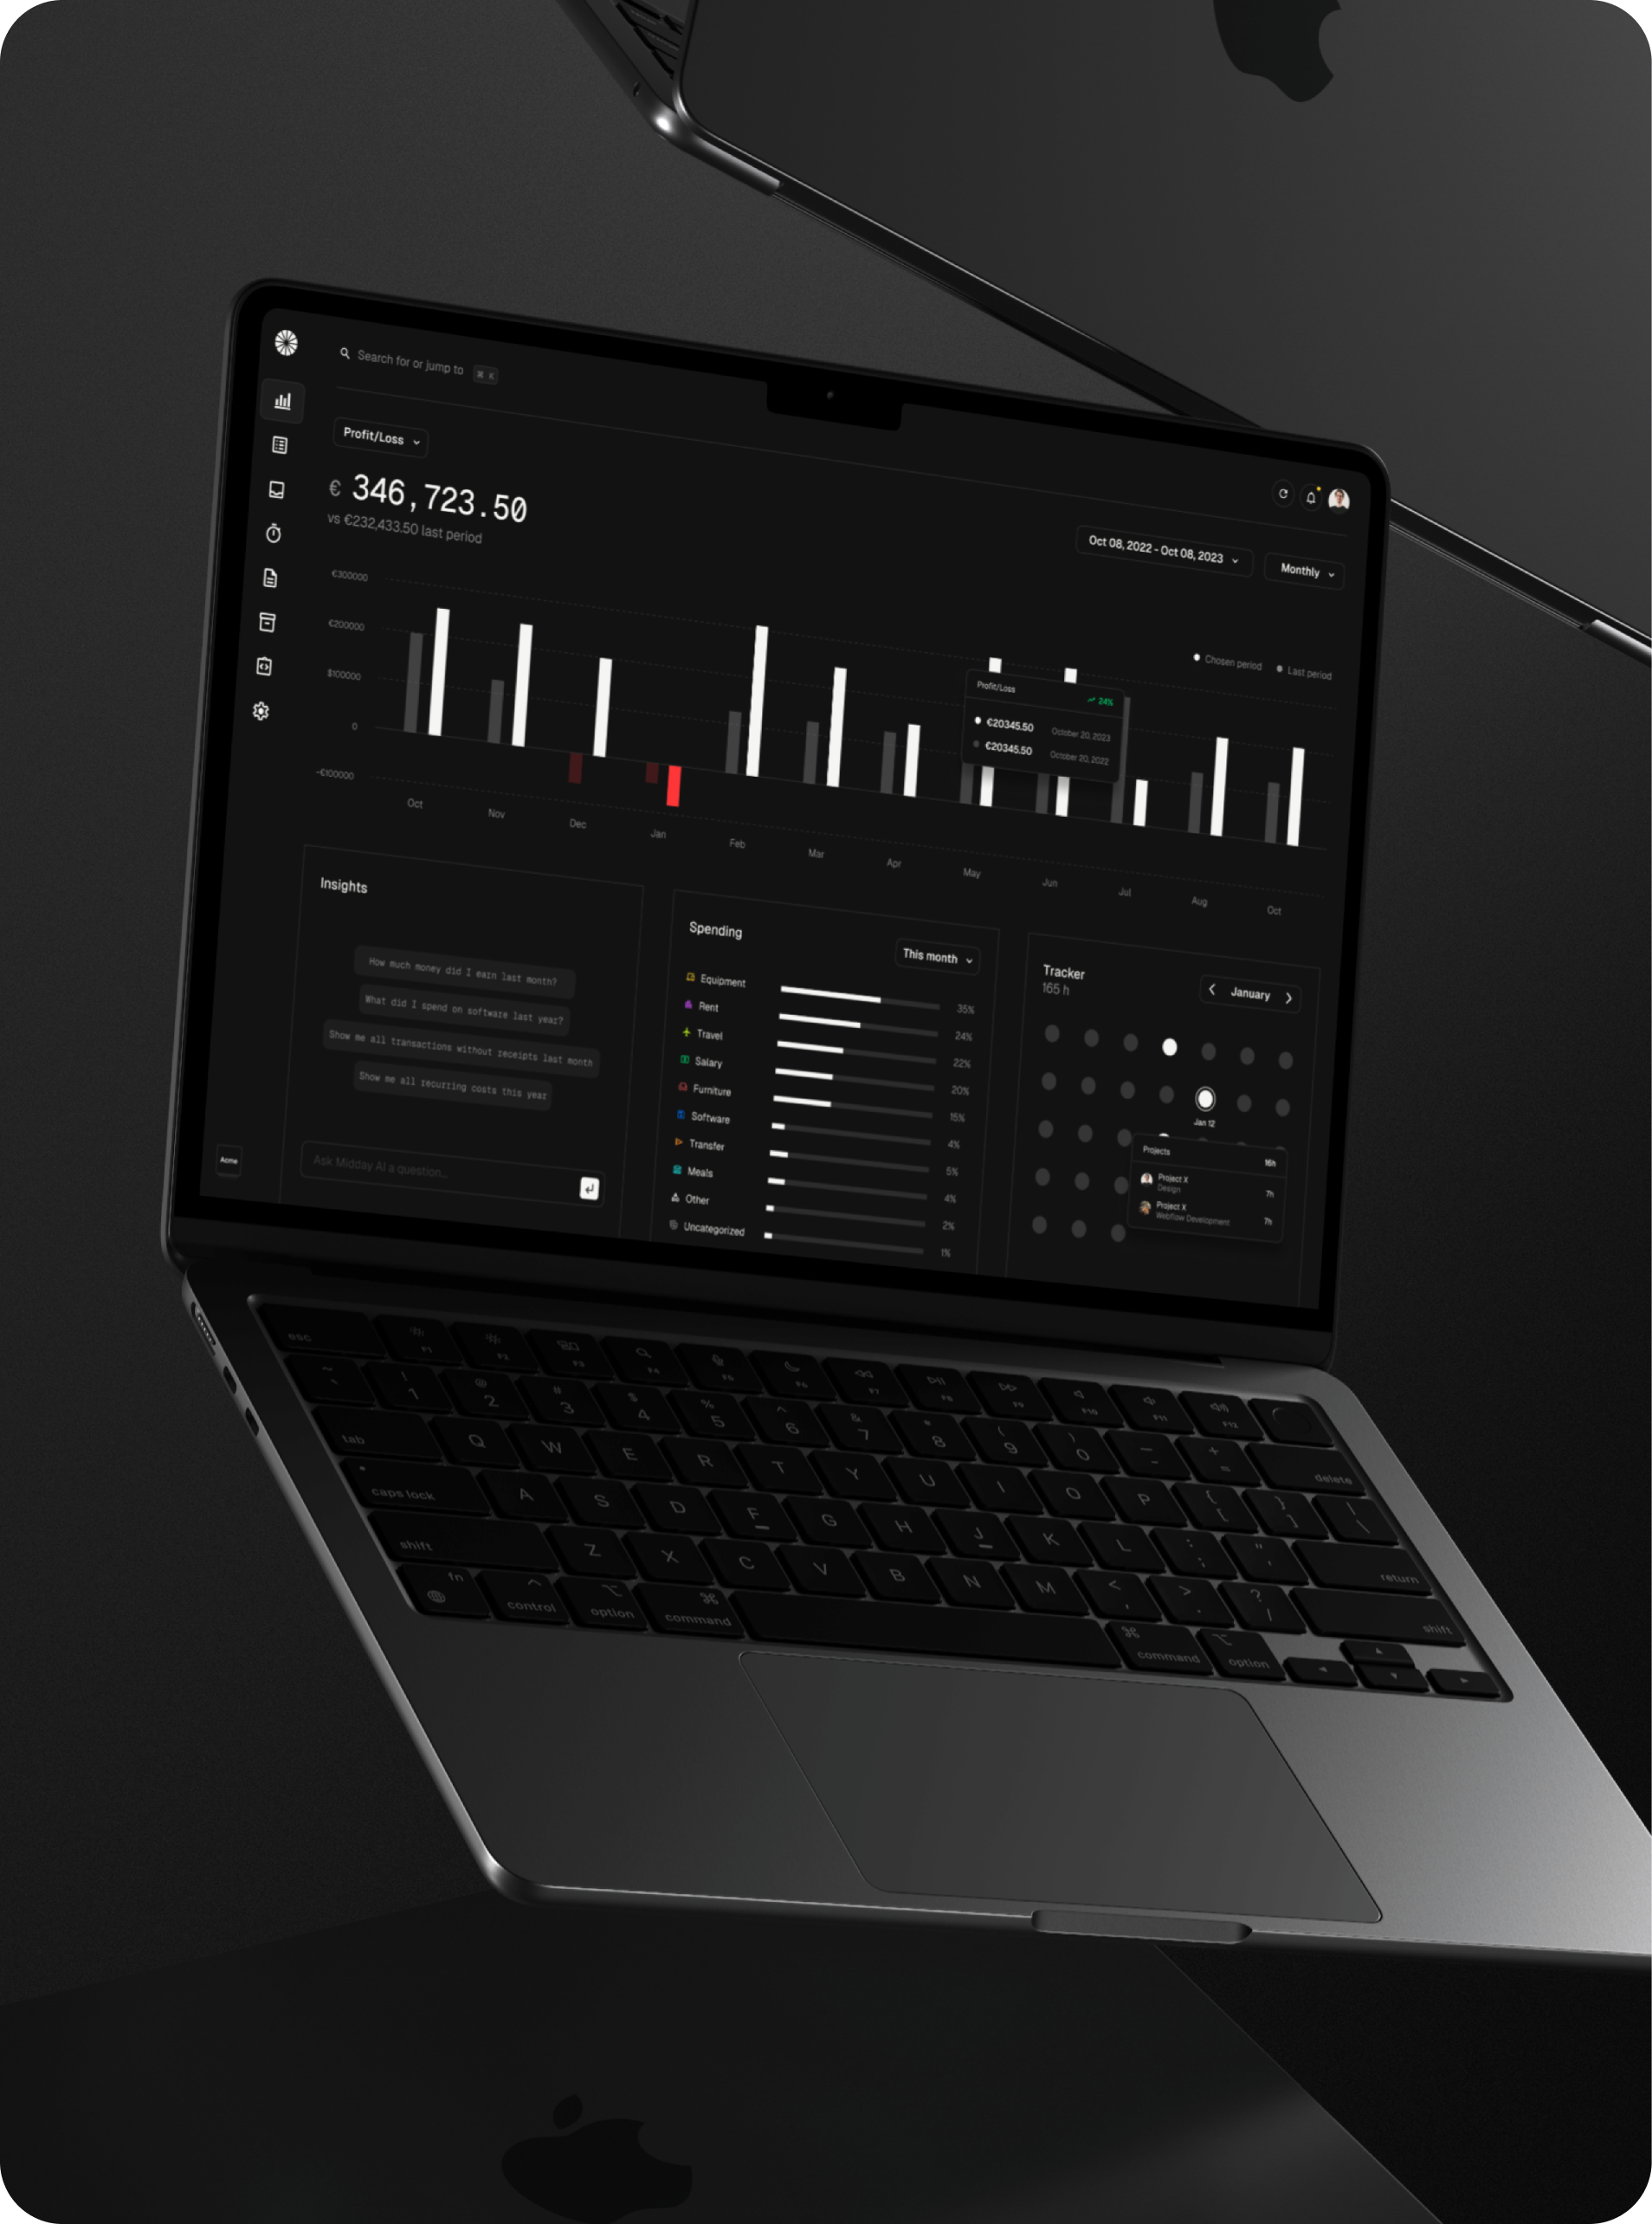 Search for or jump to ⌘ K
Profit/Loss
€ 346,723.50
vs €232,433.50 last period
Oct 08, 2022 - Oct 08, 2023
Monthly
Chosen period
Last period
€300000
€200000
$100000
0
-€100000
Profit/Loss
24%
€20345.50 October 20, 2023
€20345.50 October 20, 2022
Oct Nov Dec Jan Feb Mar Apr May Jun Jul Aug Oct
Insights
How much money did I earn last month?
What did I spend on software last year?
Show me all transactions without receipts last month
Show me all recurring costs this year
Ask Midday AI a question...
Acme
Spending
This month
Equipment 35%
Rent 24%
Travel 22%
Salary 20%
Furniture 15%
Software 4%
Transfer 5%
Meals 4%
Other 2%
Uncategorized 1%
Tracker
165 h
January
Jan 12
Projects 16h
Project X
Design
7h
Project X
Webflow Development
7h
esc F1 F2 F3 F4 F5 F6 F7 F8 F9 F10 F11 F12
~ ! @ # $ % ^ & * ( ) — +
` 1 2 3 4 5 6 7 8 9 0 - = delete
tab Q W E R T Y U I O P { [ } ] | \
caps lock A S D F G H J K L : ; " ' return
shift Z X C V B N M < , > . ? / shift
fn control option ⌘ command ⌘ command option